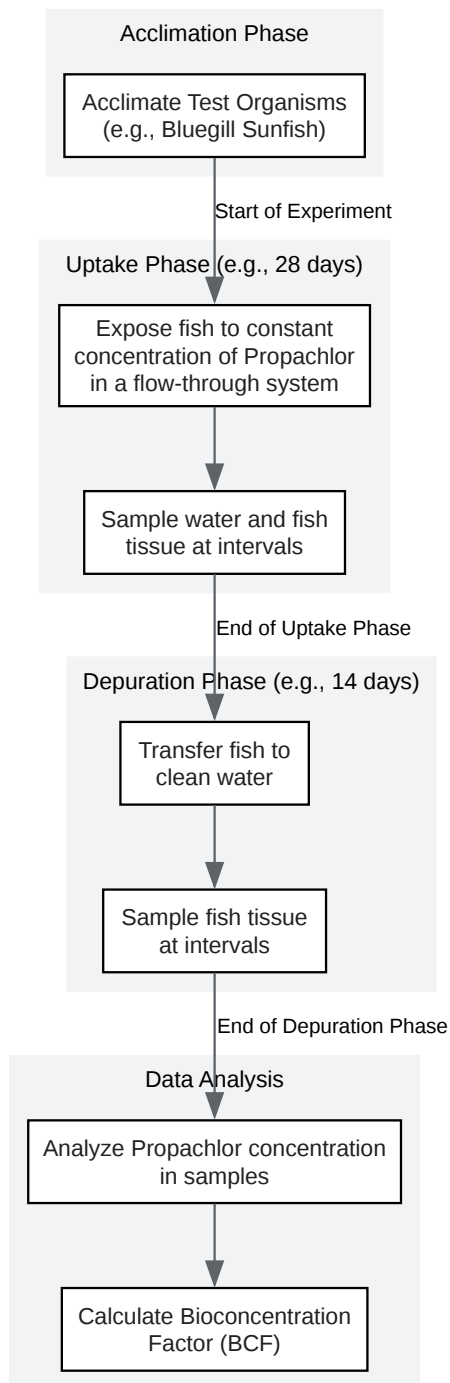 Acclimation Phase
Acclimate Test Organisms
(e.g., Bluegill Sunfish)
Start of Experiment
Uptake Phase (e.g., 28 days)
Expose fish to constant
concentration of Propachlor
in a flow-through system
Sample water and fish
tissue at intervals
End of Uptake Phase
Depuration Phase (e.g., 14 days)
Transfer fish to
clean water
Sample fish tissue
at intervals
End of Depuration Phase
Data Analysis
Analyze Propachlor concentration
in samples
Calculate Bioconcentration
Factor (BCF)